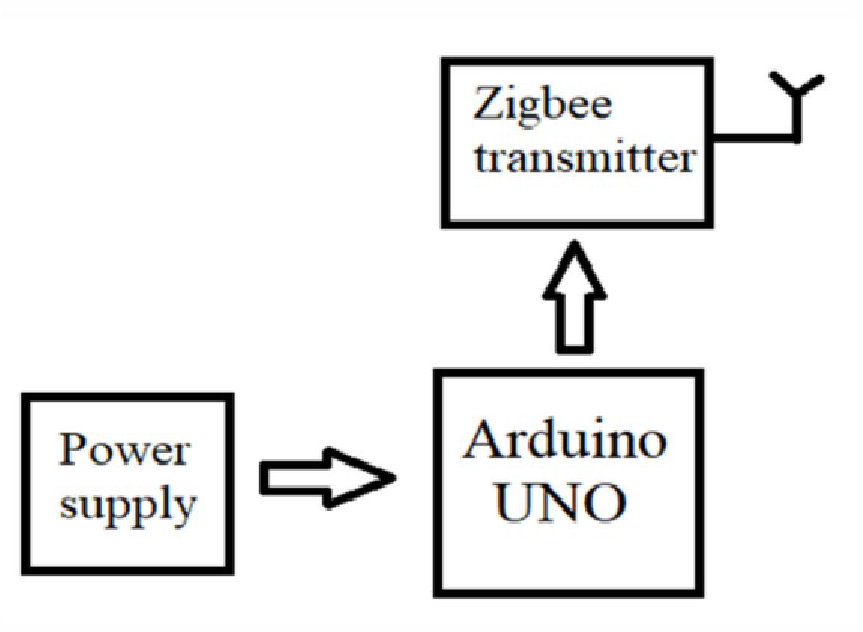 Zigbee
transmitter
Power
supply
Arduino
UNO